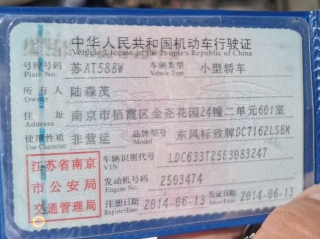 中华人民共和国机动车行驶证
Vehicle License of the People's Republic of China
号牌号码 苏AT588W 车辆类型 小型轿车
Plate No. Vehicle Type
所有人 陆森茂
Owner
住址 南京市栖霞区金尧花园24幢二单元601室
Address
使用性质 非营运 品牌型号 东风标致牌DC7162LSBM
Use Character Model
江苏省南京
市公安局
交通管理局
车辆识别代号 LDC633T25E3883247
VIN
发动机号码 2503474
Engine No.
注册日期 2014-06-13 发证日期 2014-06-13
Register Date Issue Date